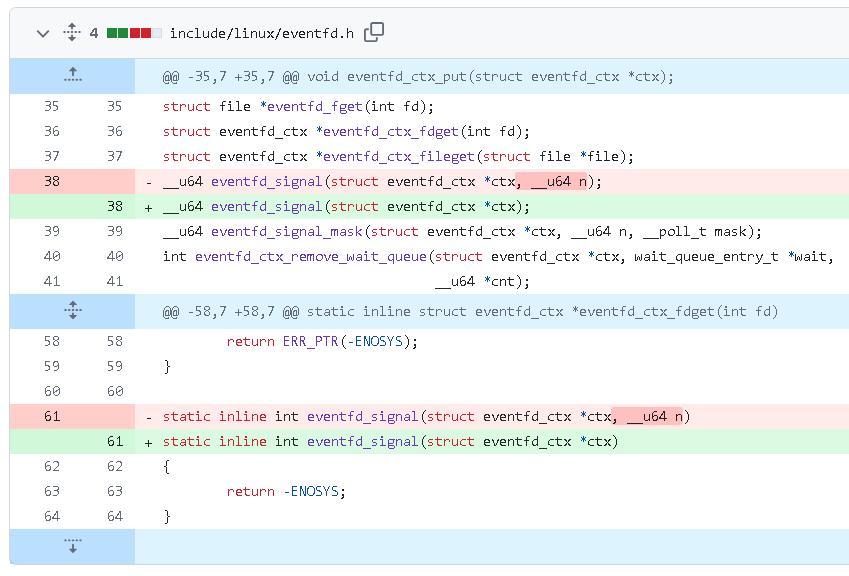 4 include/linux/eventfd.h
@@ -35,7 +35,7 @@ void eventfd_ctx_put(struct eventfd_ctx *ctx);
35 35 struct file *eventfd_fget(int fd);
36 36 struct eventfd_ctx *eventfd_ctx_fdget(int fd);
37 37 struct eventfd_ctx *eventfd_ctx_fileget(struct file *file);
38 - __u64 eventfd_signal(struct eventfd_ctx *ctx, __u64 n);
38 + __u64 eventfd_signal(struct eventfd_ctx *ctx);
39 39 __u64 eventfd_signal_mask(struct eventfd_ctx *ctx, __u64 n, __poll_t mask);
40 40 int eventfd_ctx_remove_wait_queue(struct eventfd_ctx *ctx, wait_queue_entry_t *wait,
41 41 __u64 *cnt);
@@ -58,7 +58,7 @@ static inline struct eventfd_ctx *eventfd_ctx_fdget(int fd)
58 58 return ERR_PTR(-ENOSYS);
59 59 }
60 60
61 - static inline int eventfd_signal(struct eventfd_ctx *ctx, __u64 n)
61 + static inline int eventfd_signal(struct eventfd_ctx *ctx)
62 62 {
63 63 return -ENOSYS;
64 64 }